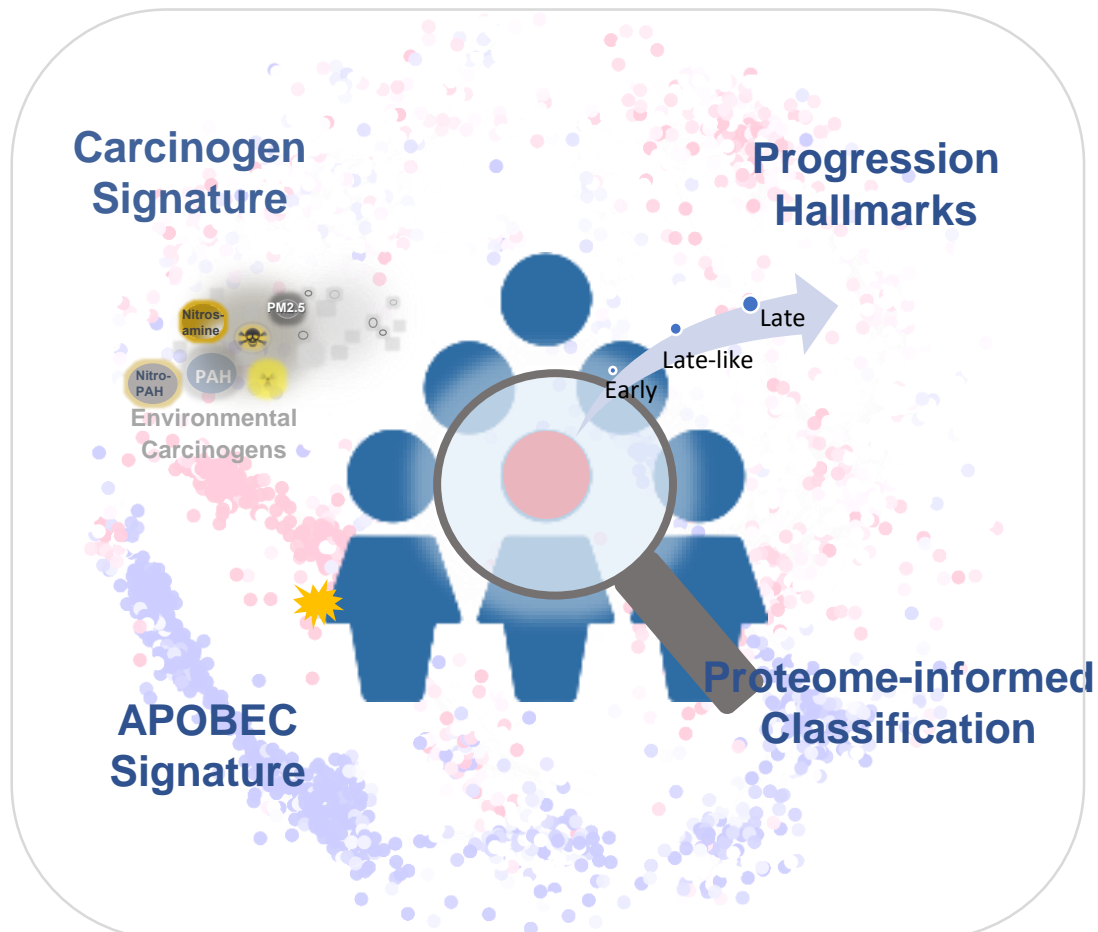 Carcinogen
Signature
Progression
Hallmarks
Nitros-
amine
PM2.5
Nitro-
PAH
PAH
Environmental
Carcinogens
Late
Late-like
Early
APOBEC
Signature
Proteome-informed
Classification